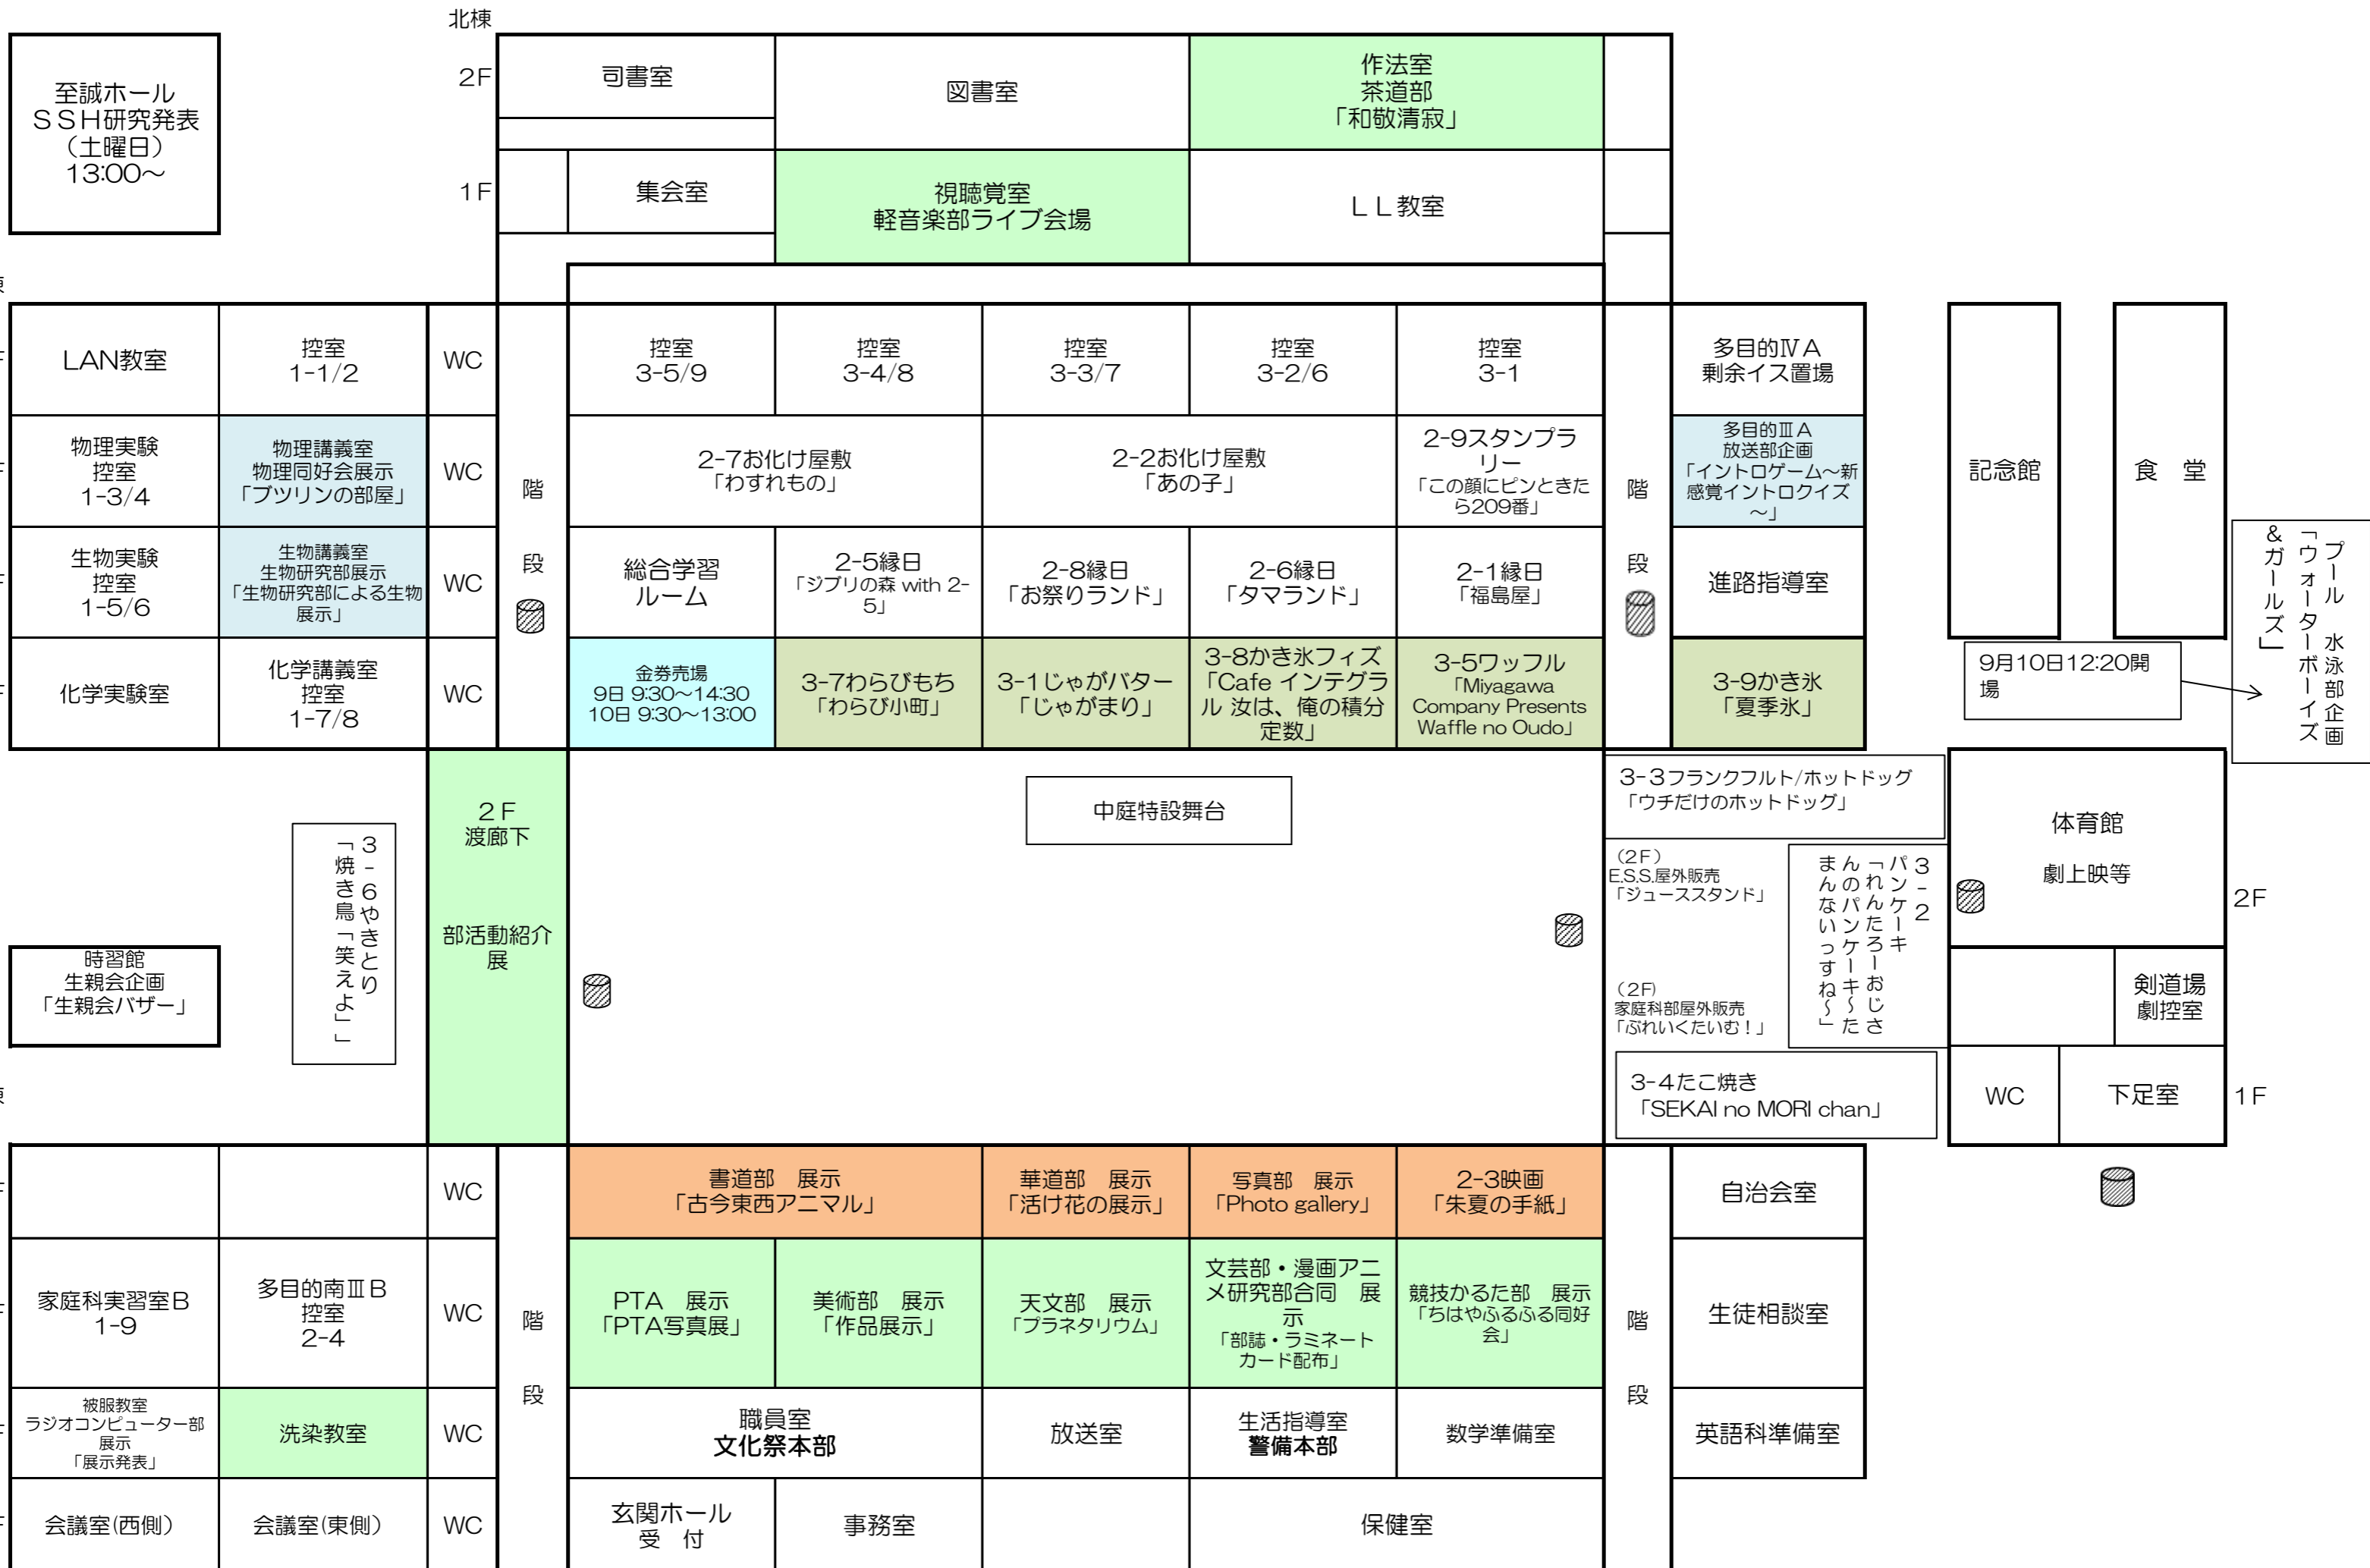 北棟
至誠ホール
ＳＳＨ研究発表
（土曜日）
13:00～
2F
司書室
図書室
作法室
茶道部
「和敬清寂」
1F
集会室
視聴覚室
軽音楽部ライブ会場
ＬＬ教室
LAN教室
控室
1-1/2
WC
控室
3-5/9
控室
3-4/8
控室
3-3/7
控室
3-2/6
控室
3-1
多目的ⅣＡ
剰余イス置場
物理実験
控室
1-3/4
物理講義室
物理同好会展示
「ブツリンの部屋」
WC
2-7お化け屋敷
「わすれもの」
2-2お化け屋敷
「あの子」
2-9スタンプラ
リー
「この顔にピンときた
ら209番」
多目的ⅢＡ
放送部企画
「イントロゲーム～新
感覚イントロクイズ
～」
階
段
階
段
記念館
食　堂
生物実験
控室
1-5/6
生物講義室
生物研究部展示
「生物研究部による生物
展示」
WC
総合学習
ルーム
2-5縁日
「ジブリの森 with 2-
5」
2-8縁日
「お祭りランド」
2-6縁日
「タマランド」
2-1縁日
「福島屋」
進路指導室
プール　水泳部企画
「ウォーターボーイズ
＆ガールズ」
化学実験室
化学講義室
控室
1-7/8
WC
金券売場
9日 9:30～14:30
10日 9:30～13:00
3-7わらびもち
「わらび小町」
3-1じゃがバター
「じゃがまり」
3-8かき氷フィズ
「Cafe インテグラ
ル 汝は、俺の積分
定数」
3-5ワッフル
「Miyagawa
Company Presents
Waffle no Oudo」
3-9かき氷
「夏季氷」
9月10日12:20開
場
２Ｆ
渡廊下
部活動紹介
展
中庭特設舞台
3-3フランクフルト/ホットドッグ
「ウチだけのホットドッグ」
体育館
劇上映等
2F
3-6やきとり
「焼き鳥「笑えよ」」
（2F）
E.S.S.屋外販売
「ジューススタンド」
3-2
パンケーキ
「れんたろーおじさ
んのパンケーキ～た
まんないっすね～」
時習館
生親会企画
「生親会バザー」
（2F）
家庭科部屋外販売
「ぶれいくたいむ！」
剣道場
劇控室
3-4たこ焼き
「SEKAI no MORI chan」
WC
下足室
1F
WC
書道部　展示
「古今東西アニマル」
華道部　展示
「活け花の展示」
写真部　展示
「Photo gallery」
2-3映画
「朱夏の手紙」
自治会室
家庭科実習室Ｂ
1-9
多目的南ⅢＢ
控室
2-4
WC
PTA　展示
「PTA写真展」
美術部　展示
「作品展示」
天文部　展示
「プラネタリウム」
文芸部・漫画アニ
メ研究部合同　展
示
「部誌・ラミネート
カード配布」
競技かるた部　展示
「ちはやふるふる同好
会」
生徒相談室
階
段
階
段
被服教室
ラジオコンピューター部
展示
「展示発表」
洗染教室
WC
職員室
文化祭本部
放送室
生活指導室
警備本部
数学準備室
英語科準備室
会議室(西側）
会議室(東側）
WC
玄関ホール
受　付
事務室
保健室